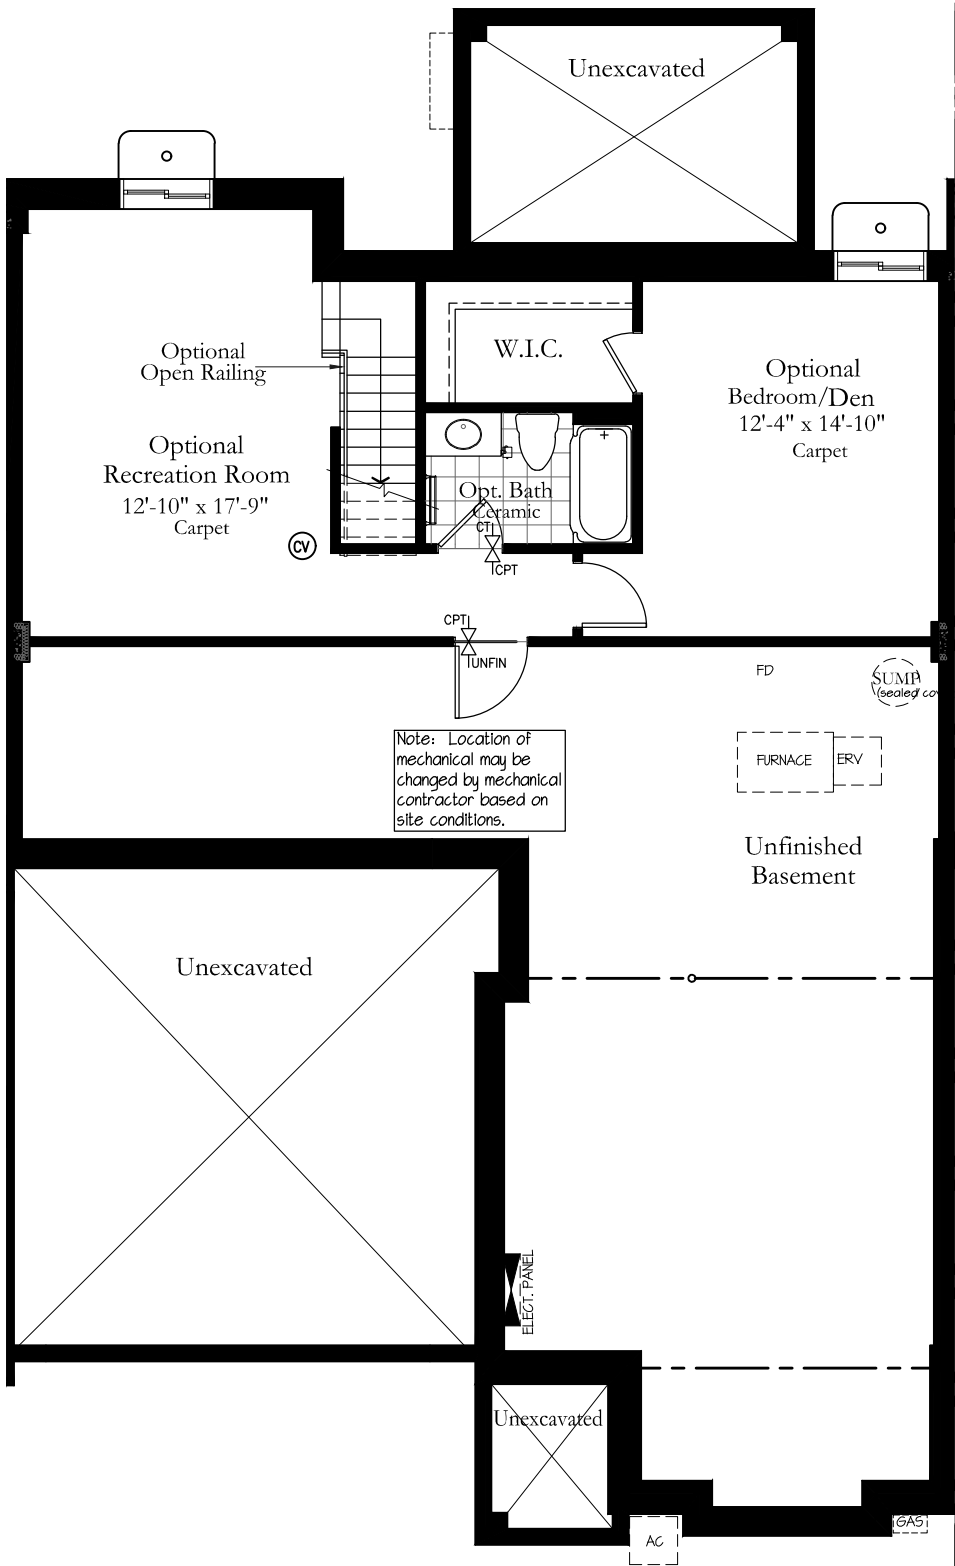 Unexcavated
Optional
Open Railing
W.I.C.
Optional
Bedroom/Den
12'-4" x 14'-10"
Carpet
Optional
Recreation Room
12'-10" x 17'-9"
Carpet
Opt. Bath
Ceramic
CT
CPT
CV
CPT
UNFIN
FD
SUMP
(sealed
Note: Location of
mechanical may be
changed by mechanical
contractor based on
site conditions.
FURNACE
ERV
Unfinished
Basement
Unexcavated
ELECT. PANEL
Unexcavated
GAS
AC